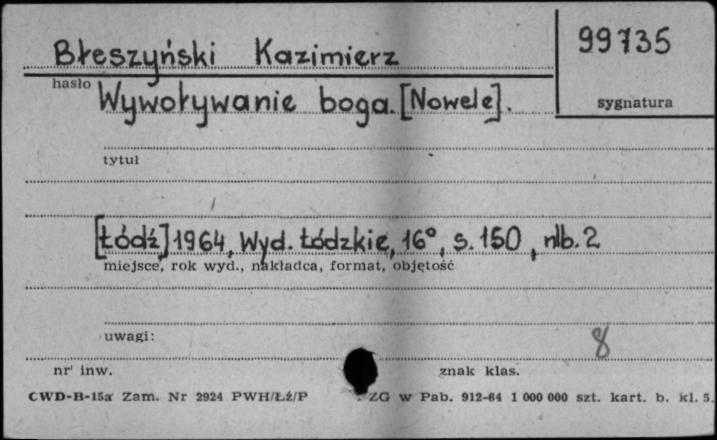 Błeszyński Kazimierz
99735
hasło
sygnatura
Wywoływanie boga. [Nowele].
tytuł
[Łódź] 1964, Wyd. Łódzkie, 16°, s. 150, nlb. 2
miejsce, rok wyd., nakładca, format, objętość
uwagi:
8
nr inw.
znak klas.
CWD-B-15a Zam. Nr 2924 PWH/Łź/P
ZG w Pab. 912-64 1 000 000 szt. kart. b. kl. 5.